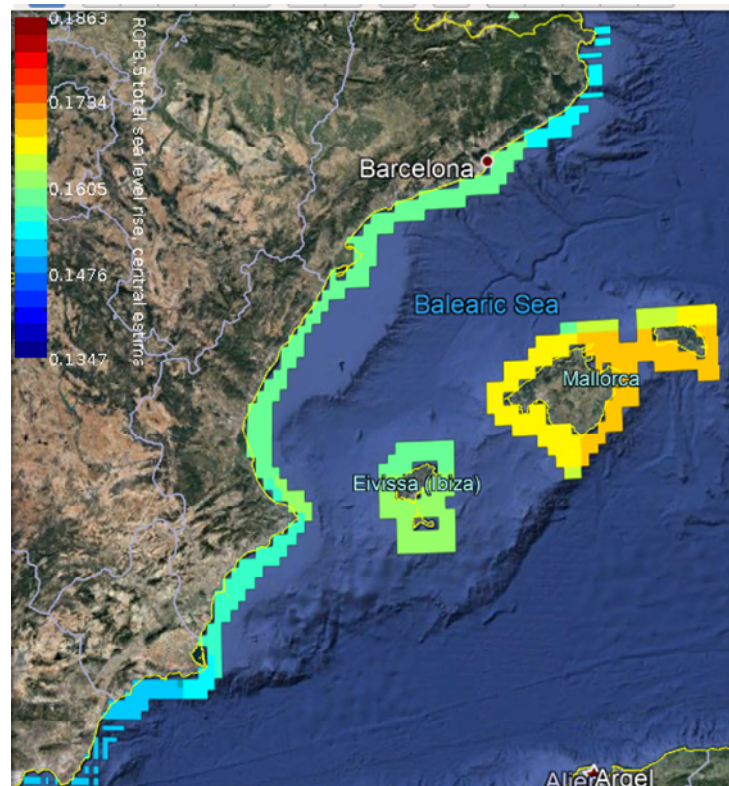 0.1863
0.1734
0.1605
0.1476
0.1347
RCP8.5 total sea level rise, central estima
Barcelona
Balearic Sea
Mallorca
Eivissa (Ibiza)
Argel